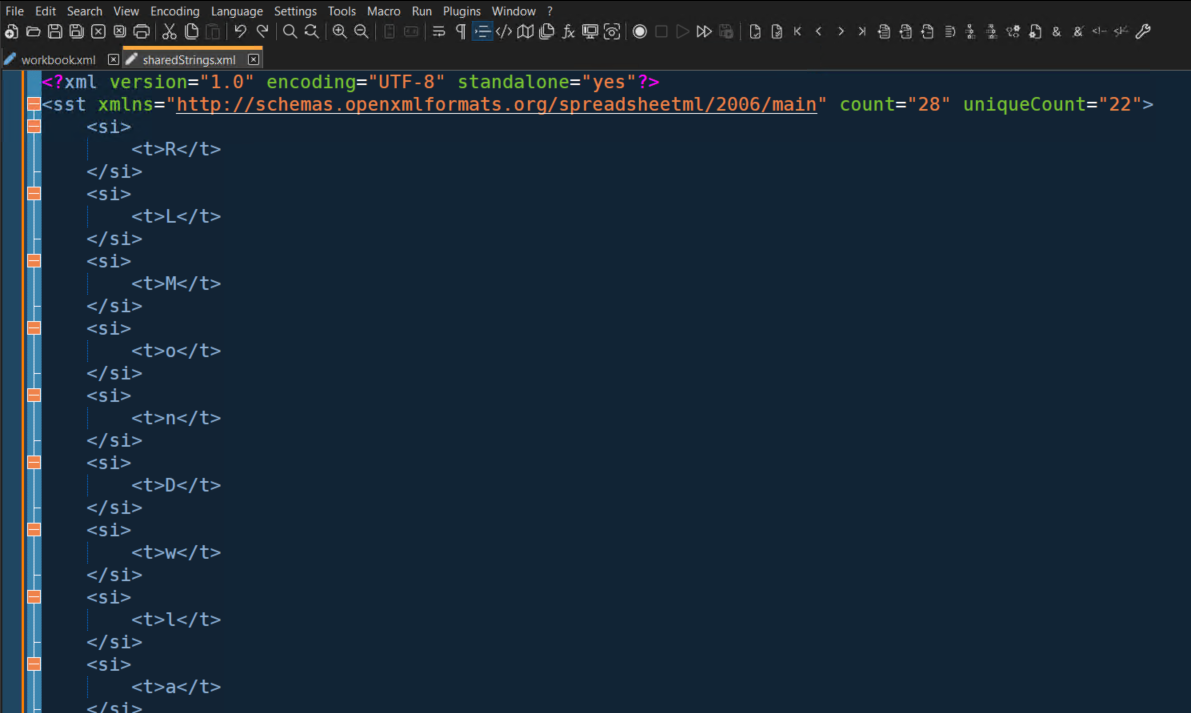 File Edit Search View Encoding Language Settings Tools Macro Run Plugins Window ?
workbook.xml sharedStrings.xml
<?xml version="1.0" encoding="UTF-8" standalone="yes"?>
<sst xmlns="http://schemas.openxmlformats.org/spreadsheetml/2006/main" count="28" uniqueCount="22">
<si>
<t>R</t>
</si>
<si>
<t>L</t>
</si>
<si>
<t>M</t>
</si>
<si>
<t>o</t>
</si>
<si>
<t>n</t>
</si>
<si>
<t>D</t>
</si>
<si>
<t>w</t>
</si>
<si>
<t>l</t>
</si>
<si>
<t>a</t>
</si>